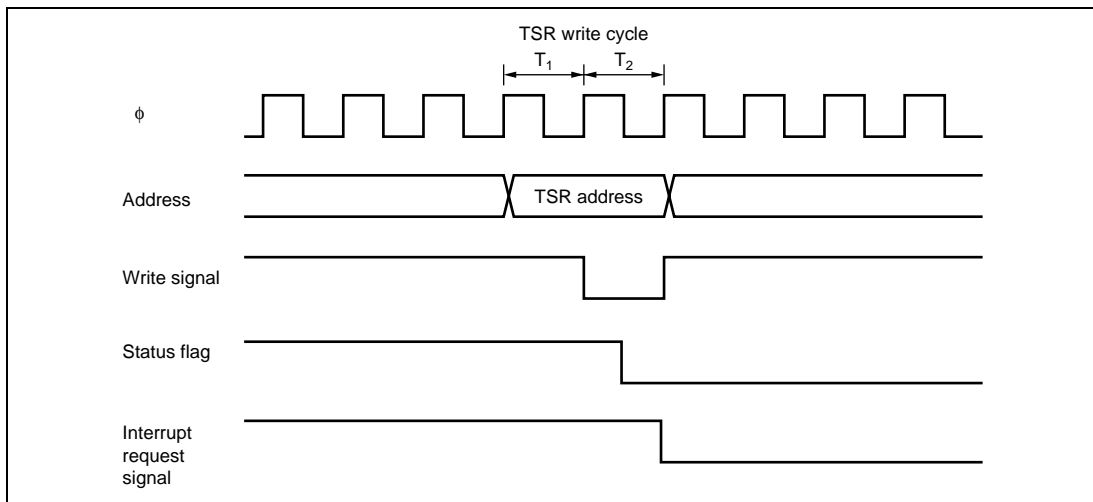 TSR write cycle
T1 T2
ϕ
Address
TSR address
Write signal
Status flag
Interrupt
request
signal